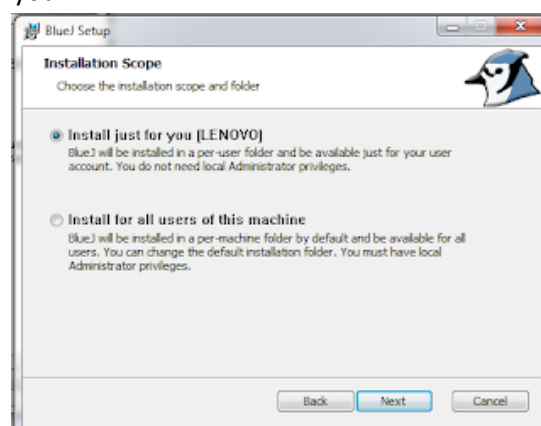 BlueJ Setup
Installation Scope
Choose the installation scope and folder
Install just for you (LENOVO)
BlueJ will be installed in a per-user folder and be available just for your user
account. You do not need local Administrator privileges.
Install for all users of this machine
BlueJ will be installed in a per-machine folder by default and be available for all
users. You can change the default installation folder. You must have local
Administrator privileges.
Back Next Cancel